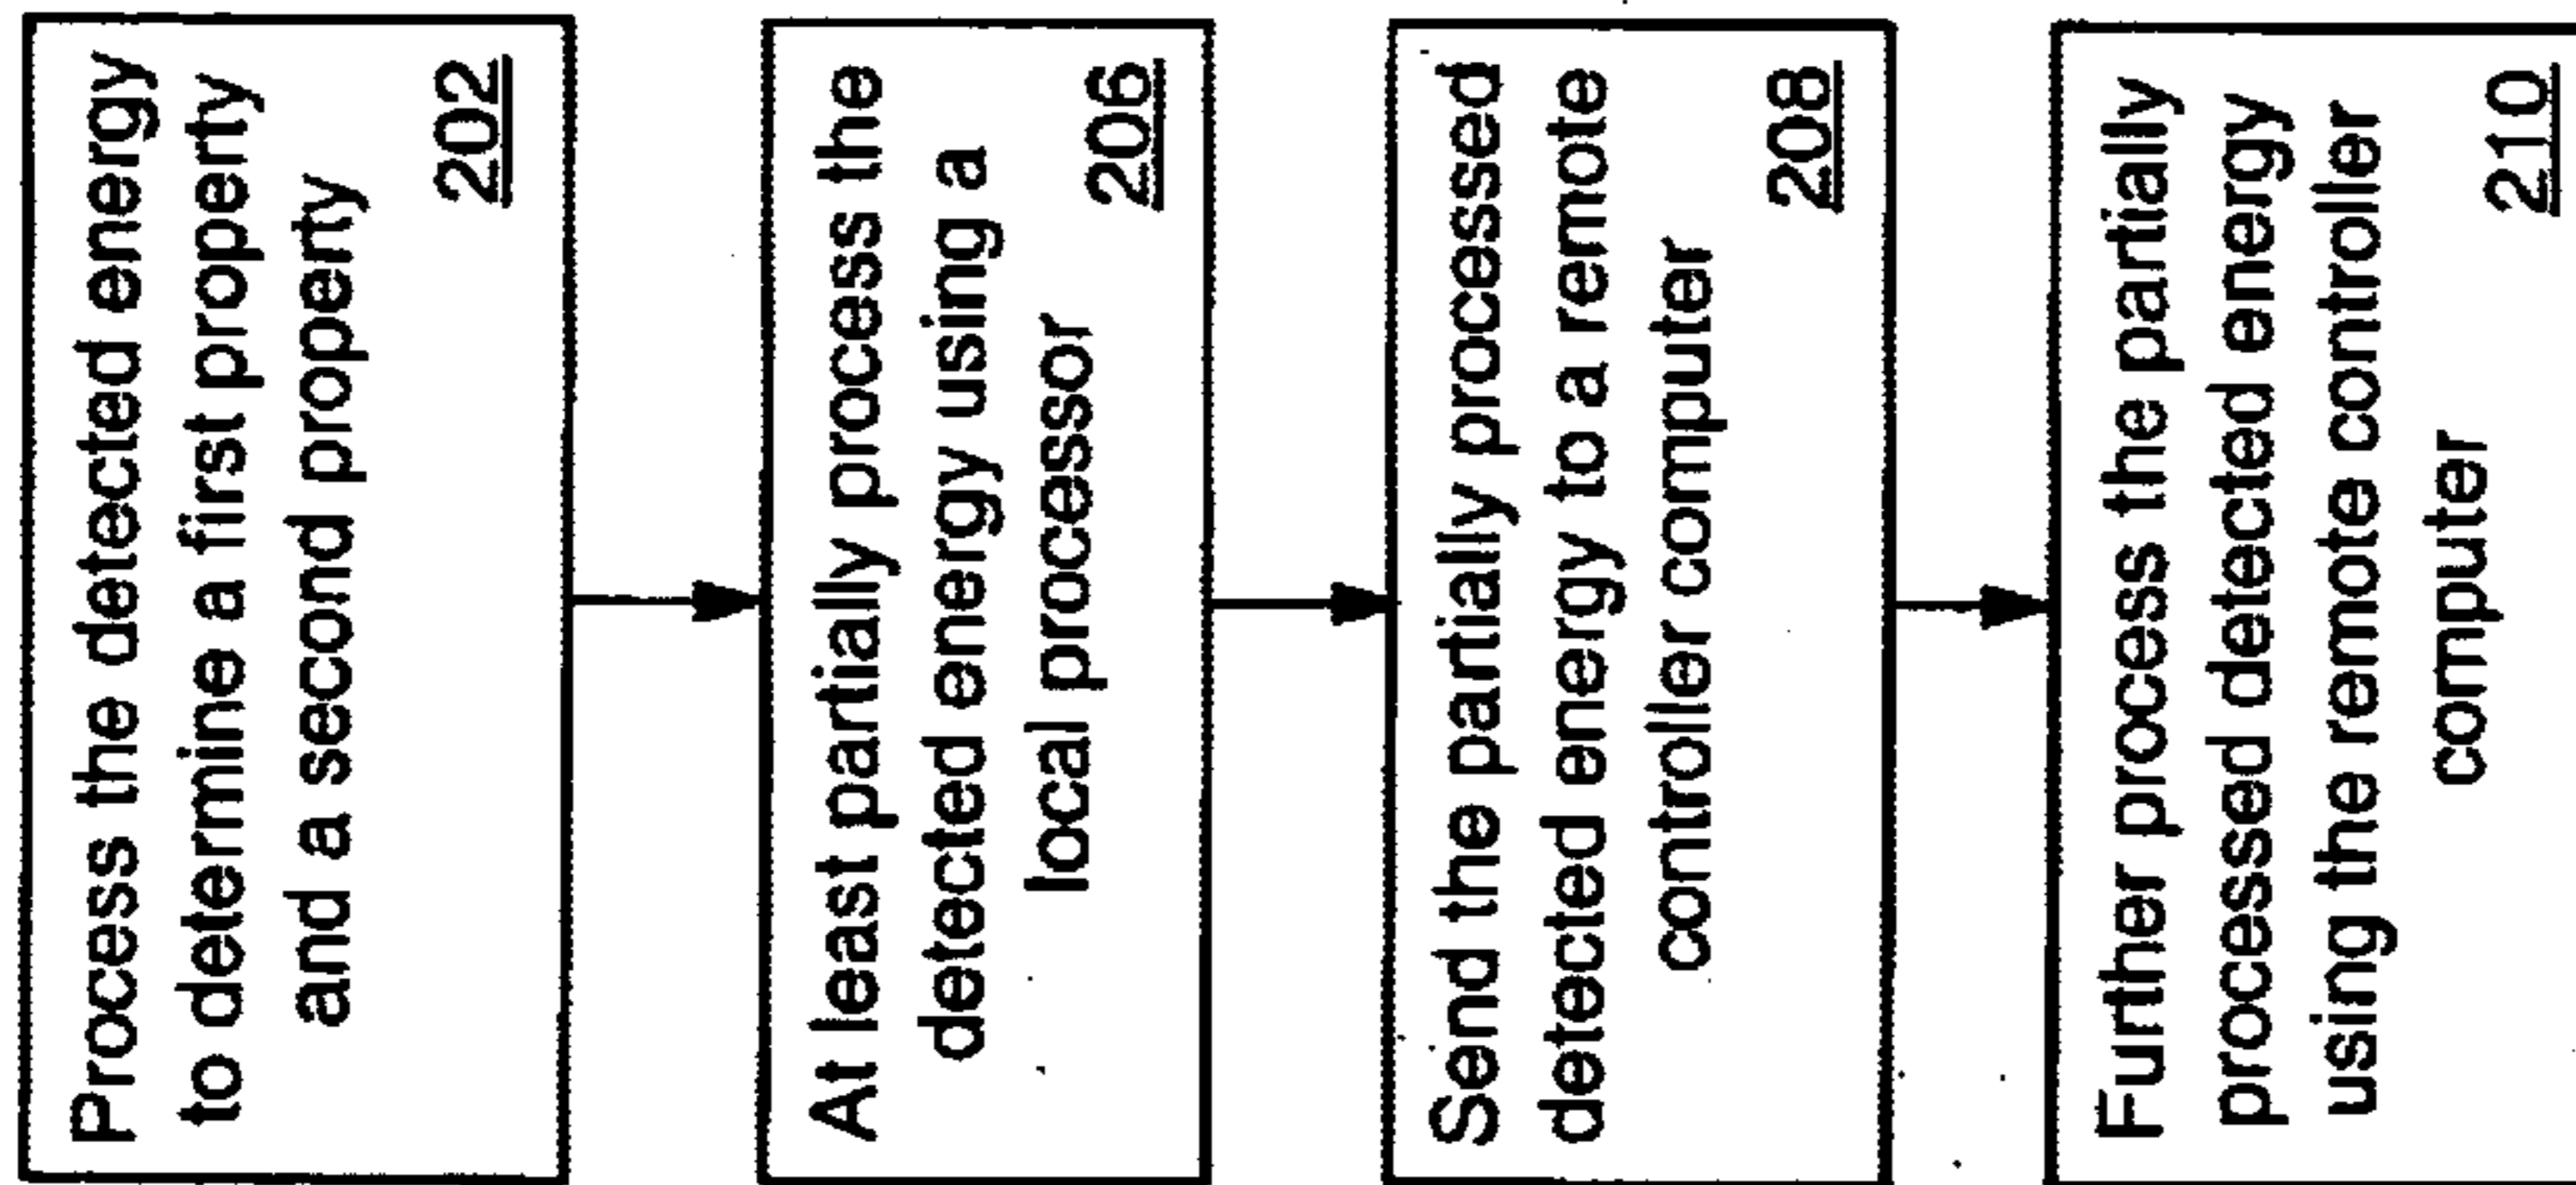 Process the detected energy
to determine a first property
and a second property
202
At least partially process the
detected energy using a
local processor
206
Send the partially processed
detected energy to a remote
controller computer
208
Further process the partially
processed detected energy
using the remote controller
computer
210